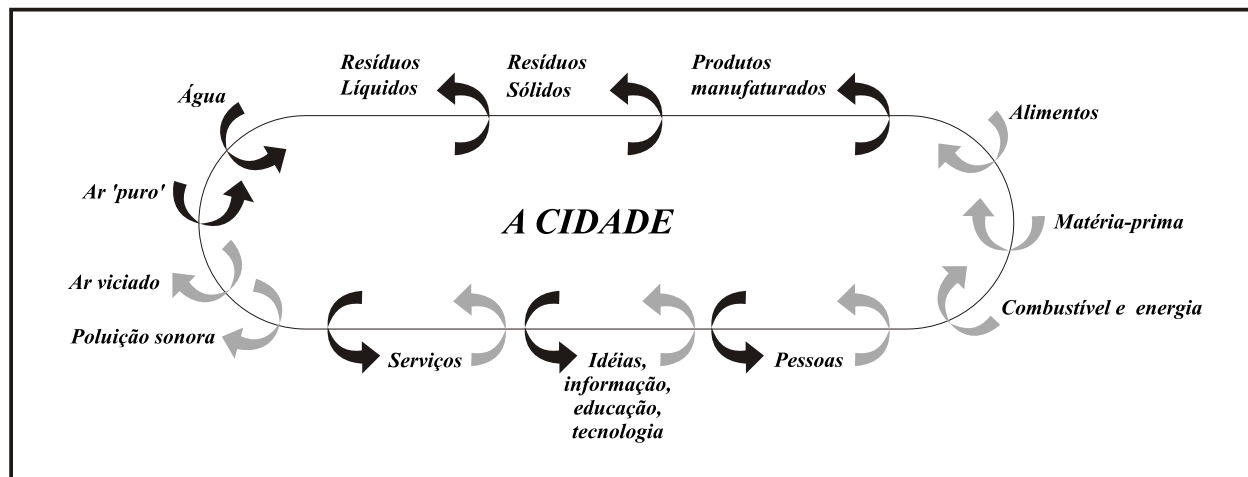 Resíduos
Líquidos
Resíduos
Sólidos
Produtos
manufaturados
Água
Alimentos
Ar 'puro'
A CIDADE
Matéria-prima
Ar viciado
Combustível e energia
Poluição sonora
Serviços
Idéias,
informação,
educação,
tecnologia
Pessoas